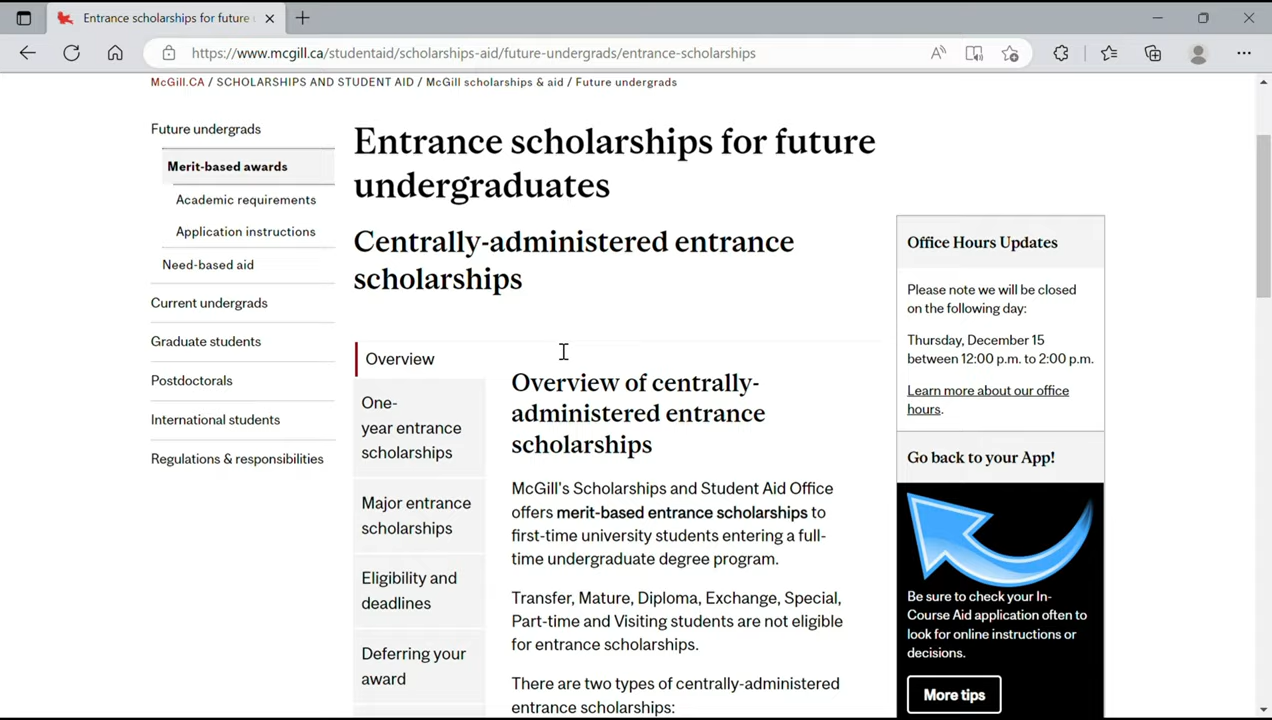 Entrance scholarships for future
https://www.mcgill.ca/studentaid/scholarships-aid/future-undergrads/entrance-scholarships
McGill.CA / SCHOLARSHIPS AND STUDENT AID / McGill scholarships & aid / Future undergrads
Future undergrads
Merit-based awards
Academic requirements
Application instructions
Need-based aid
Current undergrads
Graduate students
Postdoctorals
International students
Regulations & responsibilities
Entrance scholarships for future
undergraduates
Centrally-administered entrance
scholarships
Overview
One-
year entrance
scholarships
Major entrance
scholarships
Eligibility and
deadlines
Deferring your
award
Overview of centrally-
administered entrance
scholarships
McGill's Scholarships and Student Aid Office
offers merit-based entrance scholarships to
first-time university students entering a full-
time undergraduate degree program.
Transfer, Mature, Diploma, Exchange, Special,
Part-time and Visiting students are not eligible
for entrance scholarships.
There are two types of centrally-administered
entrance scholarships:
Office Hours Updates
Please note we will be closed
on the following day:
Thursday, December 15
between 12:00 p.m. to 2:00 p.m.
Learn more about our office
hours.
Go back to your App!
Be sure to check your In-
Course Aid application often to
look for online instructions or
decisions.
More tips